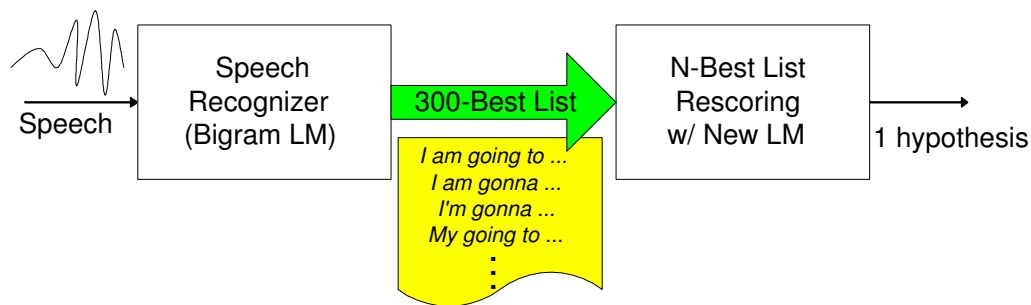 Speech
Speech
Recognizer
(Bigram LM)
300-Best List
I am going to ...
I am gonna ...
I'm gonna ...
My going to ...
N-Best List
Rescoring
w/ New LM
1 hypothesis